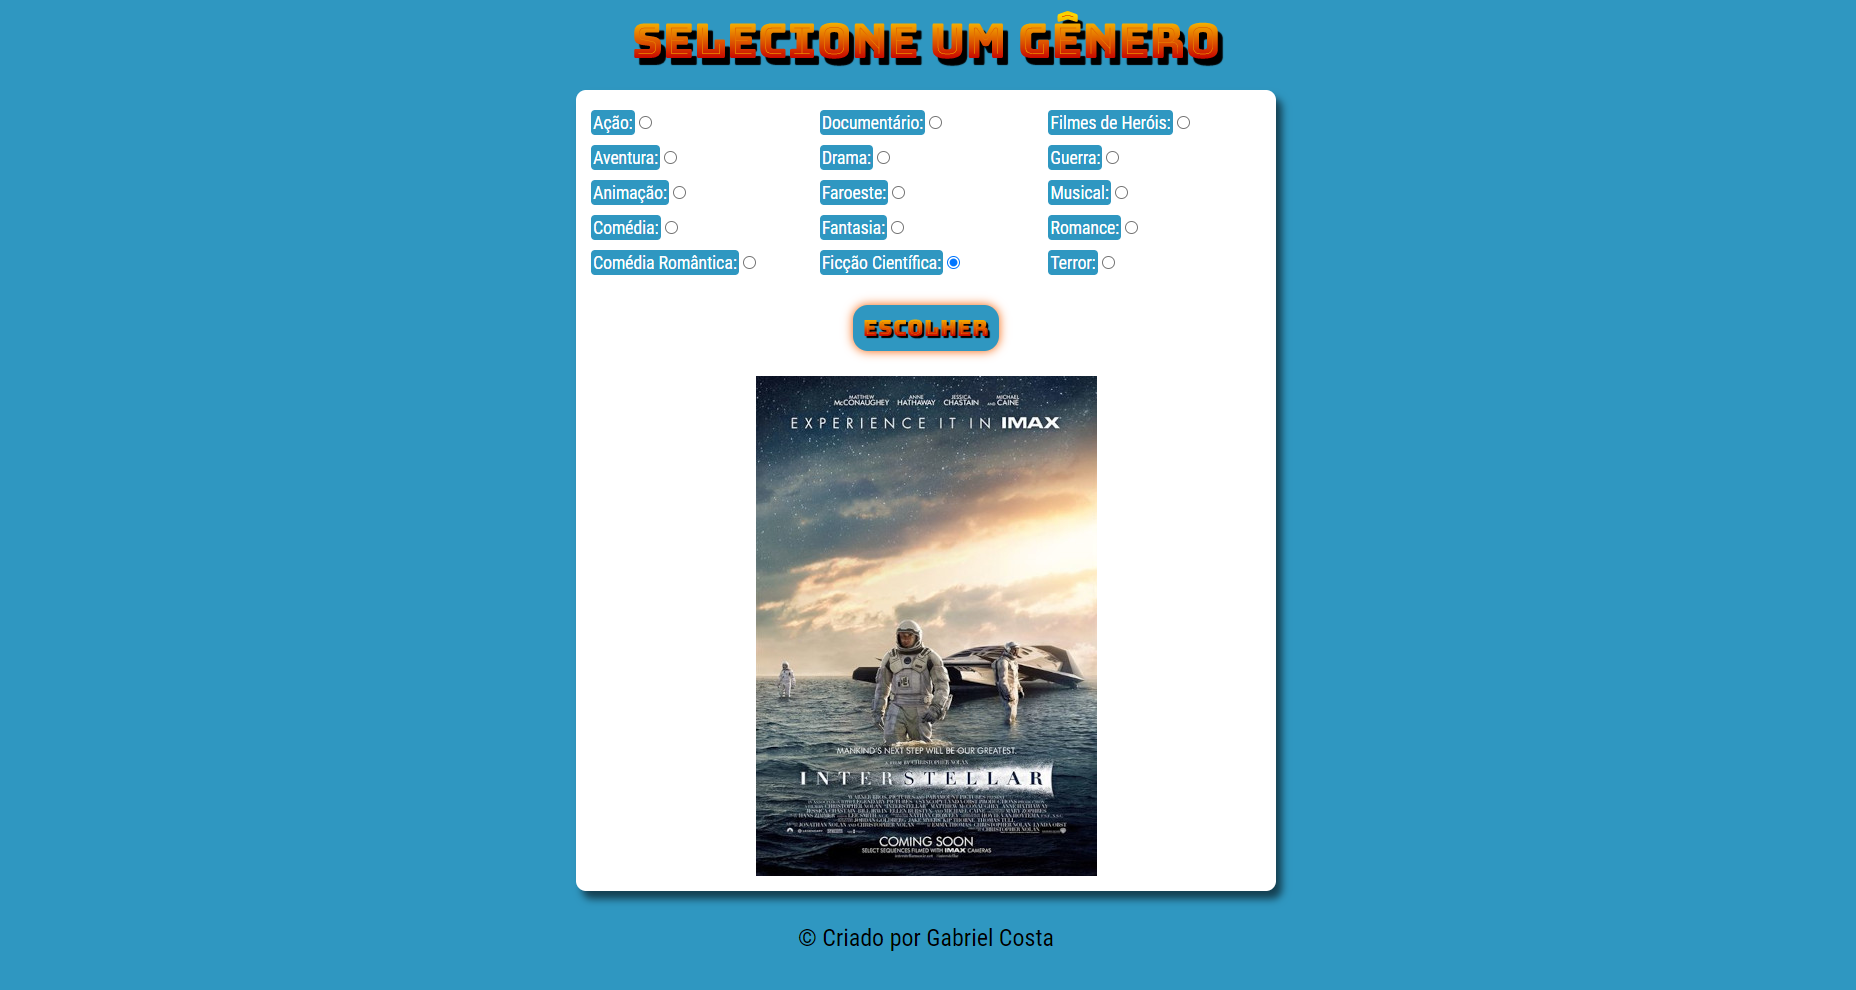 SELECIONE UM GÊNERO
Ação:
Documentário:
Filmes de Heróis:
Aventura:
Drama:
Guerra:
Animação:
Faroeste:
Musical:
Comédia:
Fantasia:
Romance:
Comédia Romântica:
Ficção Científica:
Terror:
ESCOLHER
MATTHEW McCONAUGHEY ANNE HATHAWAY JESSICA CHASTAIN AND MICHAEL CAINE
EXPERIENCE IT IN IMAX
MANKIND'S NEXT STEP WILL BE OUR GREATEST.
A FILM BY CHRISTOPHER NOLAN
INTERSTELLAR
COMING SOON
SELECT SEQUENCES FILMED WITH IMAX CAMERAS
© Criado por Gabriel Costa